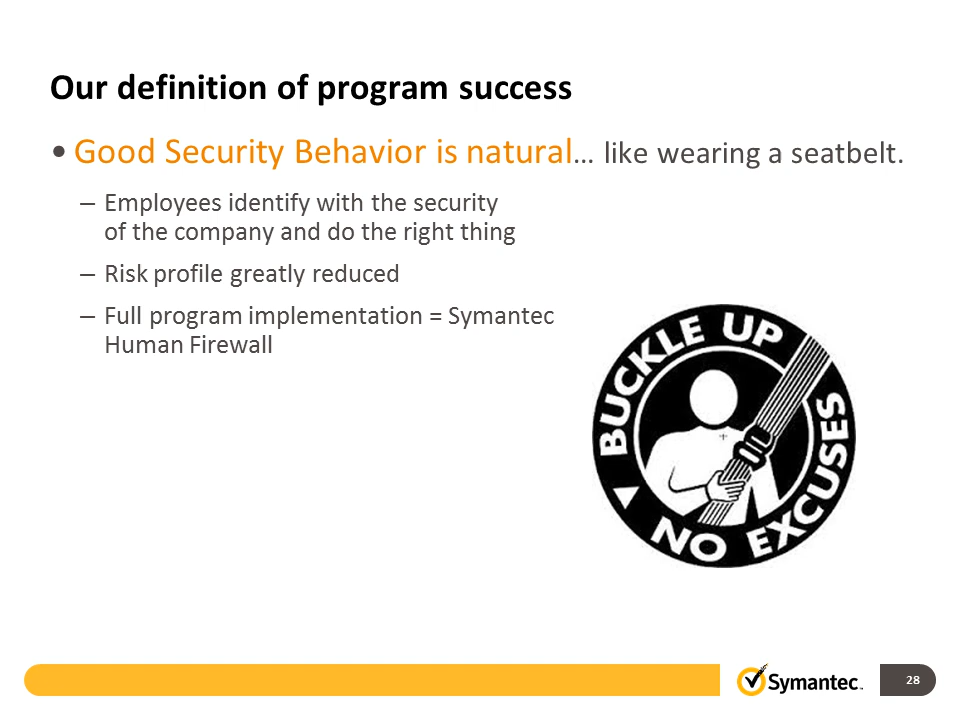 Our definition of program success
• Good Security Behavior is natural… like wearing a seatbelt.
– Employees identify with the security
of the company and do the right thing
– Risk profile greatly reduced
– Full program implementation = Symantec
Human Firewall
BUCKLE UP
NO EXCUSES
Symantec™
28